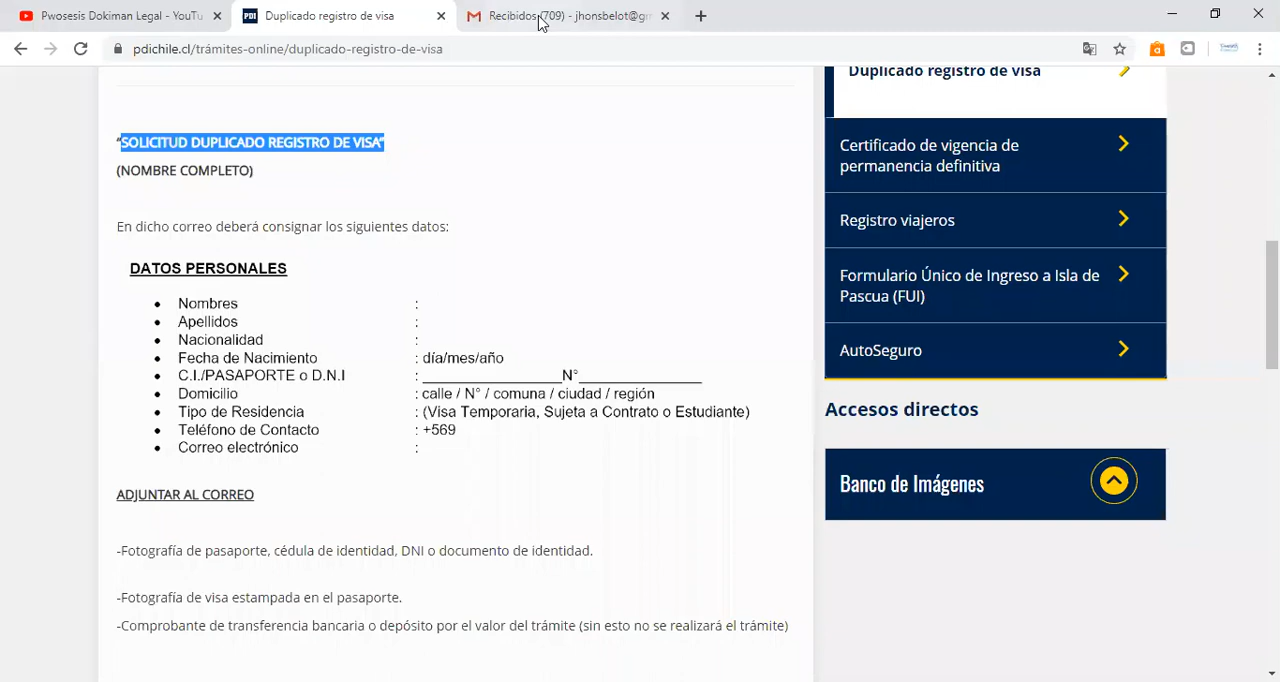 Pwosesís Dokiman Legal - YouTu
PDI Duplicado registro de visa
Recibidos (709) - jhonsbelot@gm
pdichile.cl/trámites-online/duplicado-registro-de-visa
“SOLICITUD DUPLICADO REGISTRO DE VISA”
(NOMBRE COMPLETO)
En dicho correo deberá consignar los siguientes datos:
DATOS PERSONALES
• Nombres :
• Apellidos :
• Nacionalidad :
• Fecha de Nacimiento : día/mes/año
• C.I./PASAPORTE o D.N.I : ________________N°______________
• Domicilio : calle / N° / comuna / ciudad / región
• Tipo de Residencia : (Visa Temporaria, Sujeta a Contrato o Estudiante)
• Teléfono de Contacto : +569
• Correo electrónico :
ADJUNTAR AL CORREO
-Fotografía de pasaporte, cédula de identidad, DNI o documento de identidad.
-Fotografía de visa estampada en el pasaporte.
-Comprobante de transferencia bancaria o depósito por el valor del trámite (sin esto no se realizará el trámite)
Duplicado registro de visa
Certificado de vigencia de
permanencia definitiva
Registro viajeros
Formulario Único de Ingreso a Isla de
Pascua (FUI)
AutoSeguro
Accesos directos
Banco de Imágenes